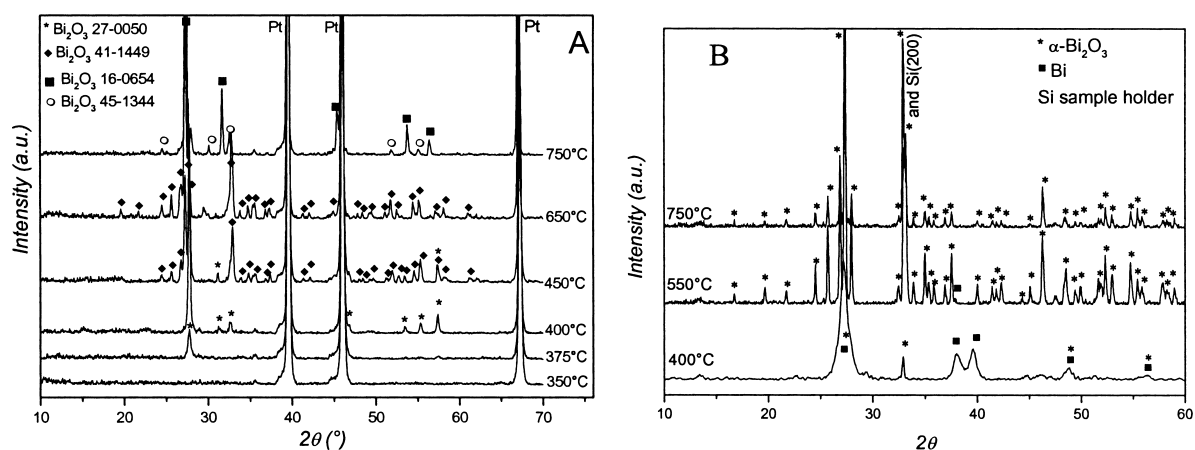 A
* Bi₂O₃ 27-0050
◆ Bi₂O₃ 41-1449
■ Bi₂O₃ 16-0654
○ Bi₂O₃ 45-1344
Pt
Pt
Pt
750°C
650°C
450°C
400°C
375°C
350°C
Intensity (a.u.)
10 20 30 40 50 60 70
2θ (°)
B
* α-Bi₂O₃
■ Bi
Si sample holder
* and Si(200)
750°C
550°C
400°C
Intensity (a.u.)
10 20 30 40 50 60
2θ